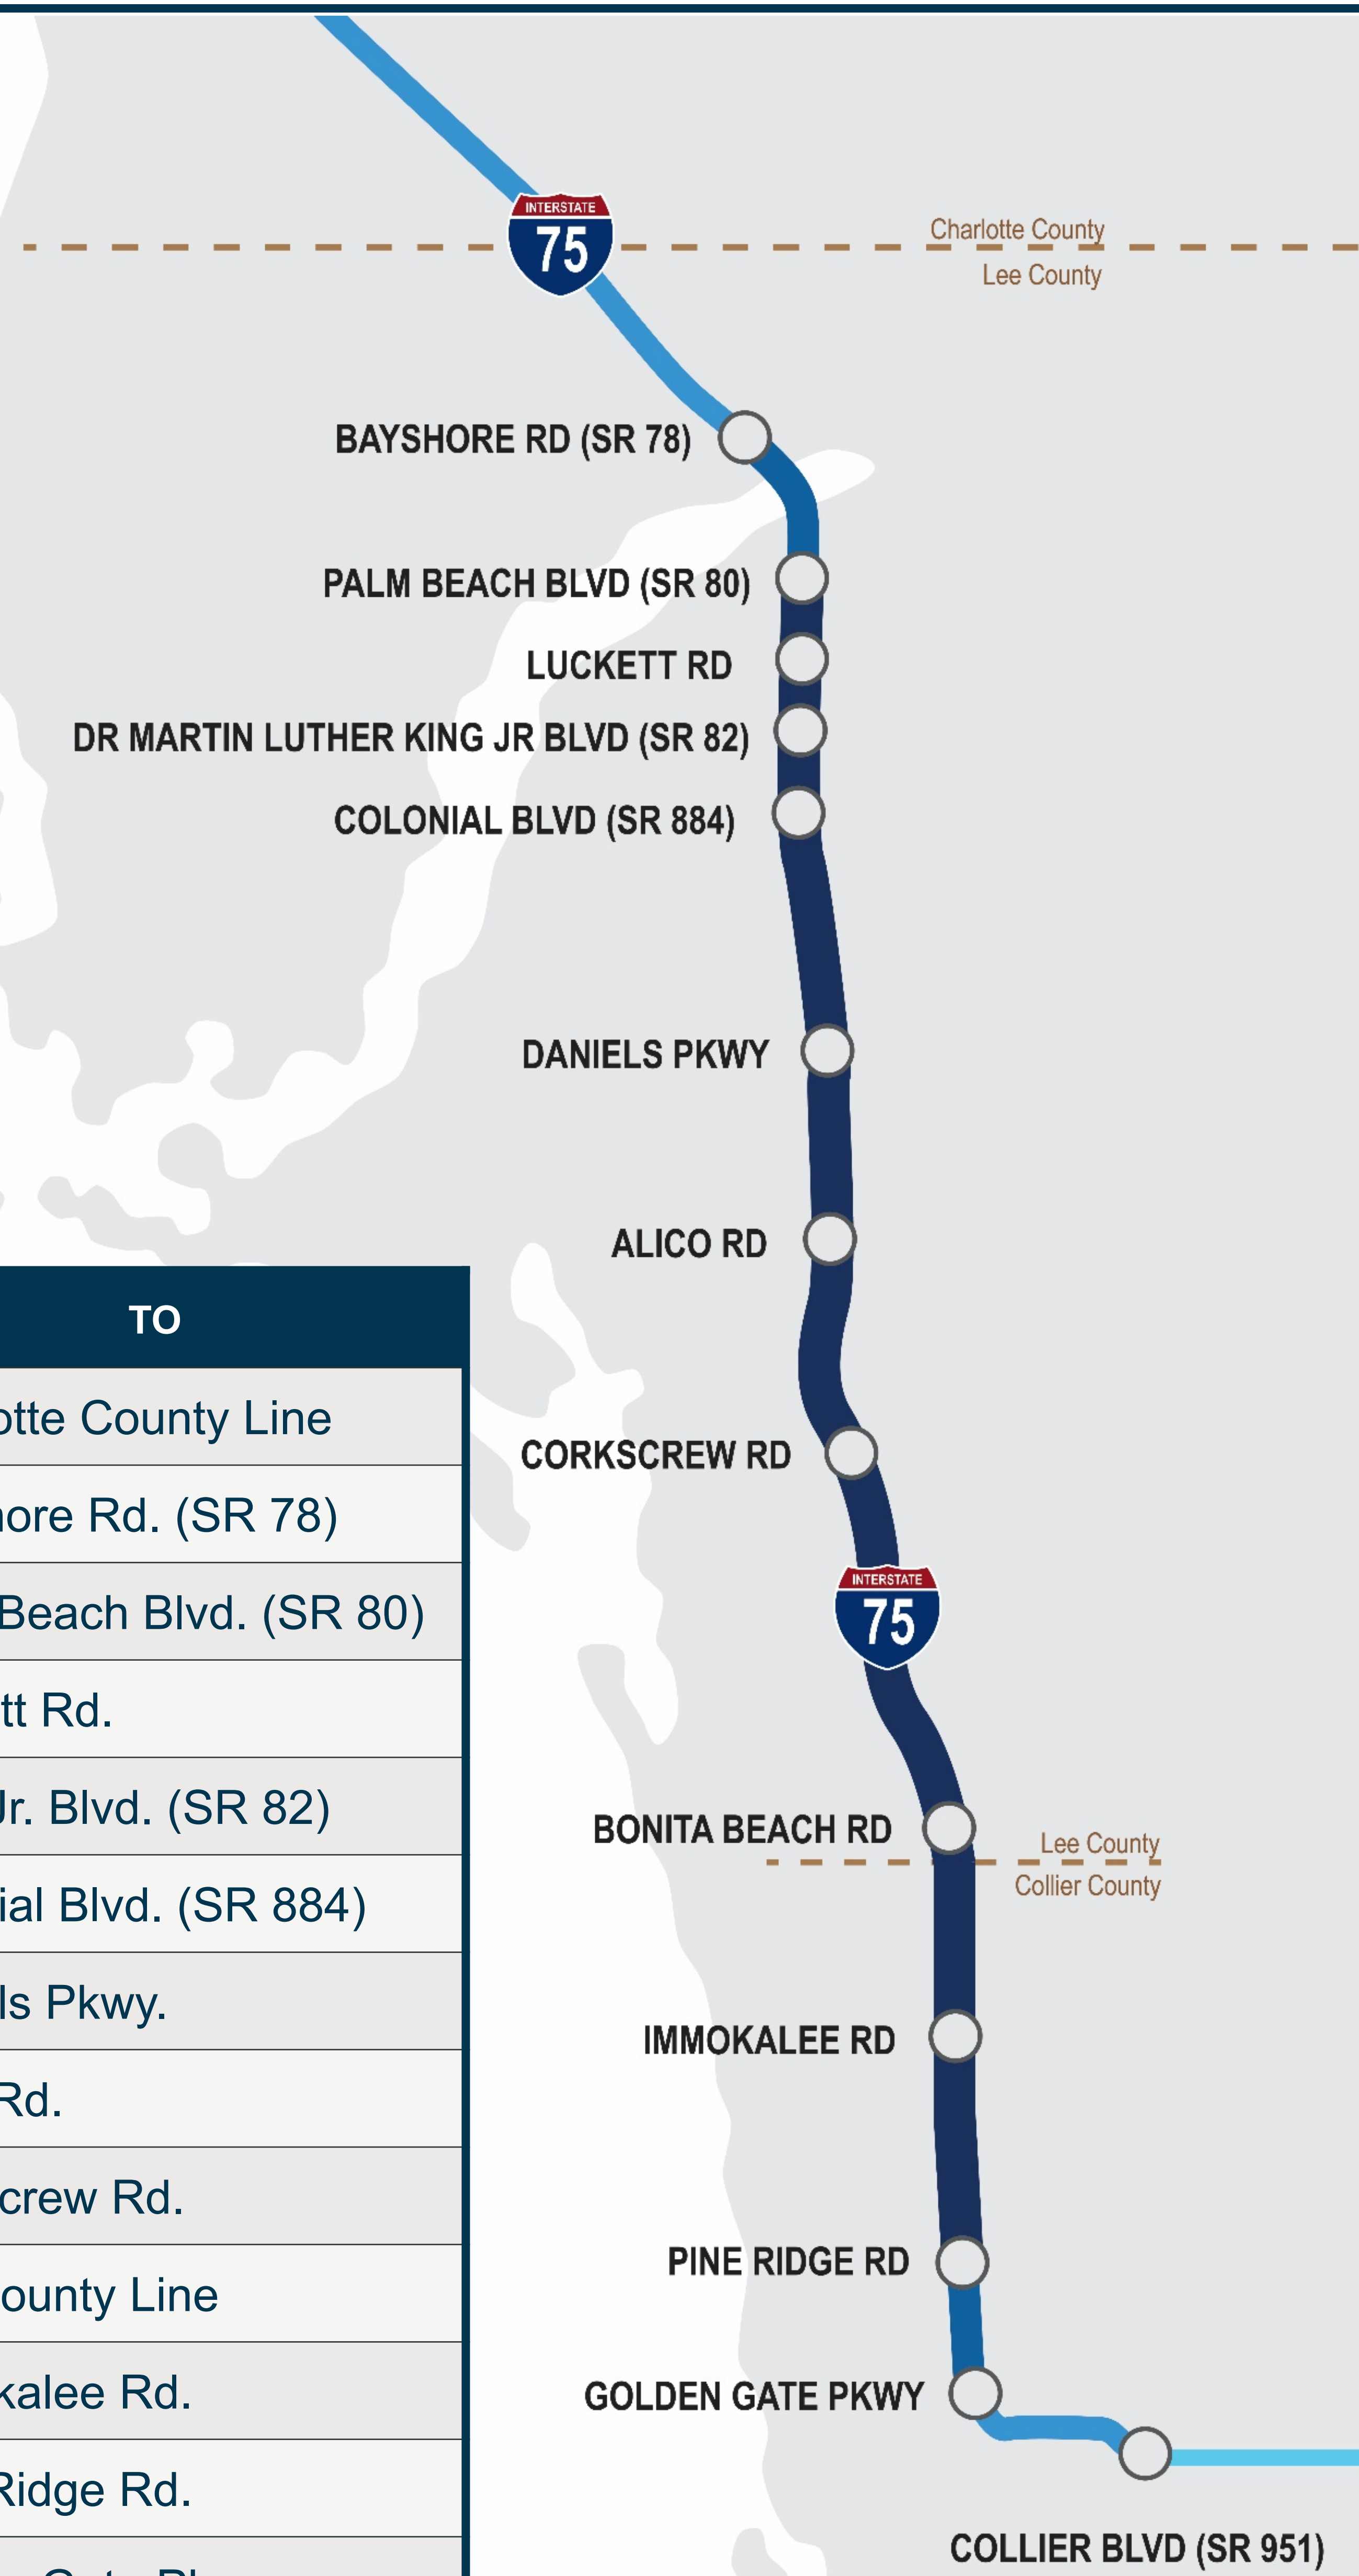 INTERSTATE
75
Charlotte County
Lee County
BAYSHORE RD (SR 78)
PALM BEACH BLVD (SR 80)
LUCKETT RD
DR MARTIN LUTHER KING JR BLVD (SR 82)
COLONIAL BLVD (SR 884)
DANIELS PKWY
ALICO RD
CORKSCREW RD
INTERSTATE
75
BONITA BEACH RD
Lee County
Collier County
IMMOKALEE RD
PINE RIDGE RD
GOLDEN GATE PKWY
COLLIER BLVD (SR 951)
TO
otte County Line
ore Rd. (SR 78)
Beach Blvd. (SR 80)
tt Rd.
Jr. Blvd. (SR 82)
ial Blvd. (SR 884)
ls Pkwy.
Rd.
crew Rd.
ounty Line
kalee Rd.
Ridge Rd.